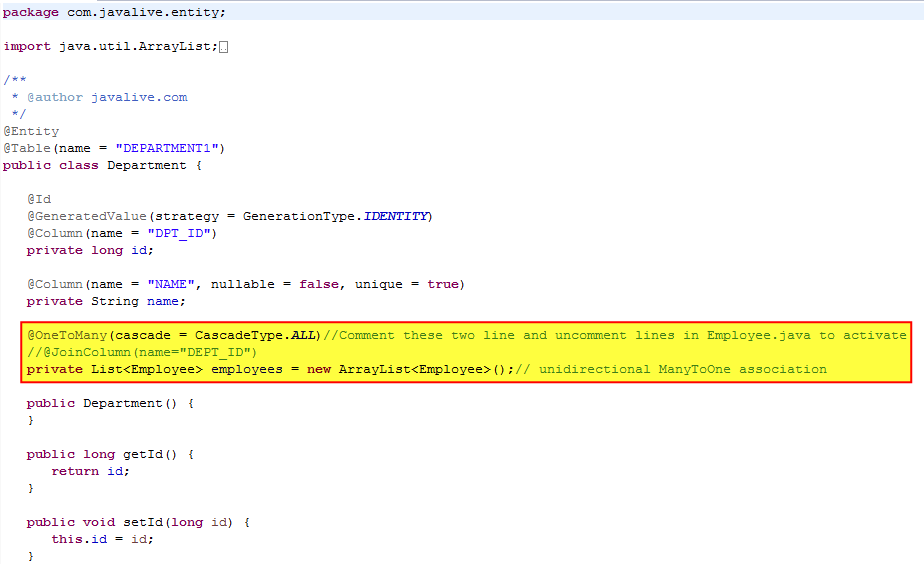 package com.javalive.entity;
import java.util.ArrayList;
/**
 * @author javalive.com
 */
@Entity
@Table(name = "DEPARTMENT1")
public class Department {
@Id
@GeneratedValue(strategy = GenerationType.IDENTITY)
@Column(name = "DPT_ID")
private long id;
@Column(name = "NAME", nullable = false, unique = true)
private String name;
@OneToMany(cascade = CascadeType.ALL)//Comment these two line and uncomment lines in Employee.java to activate
//@JoinColumn(name="DEPT_ID")
private List<Employee> employees = new ArrayList<Employee>();// unidirectional ManyToOne association
public Department() {
}
public long getId() {
return id;
}
public void setId(long id) {
this.id = id;
}